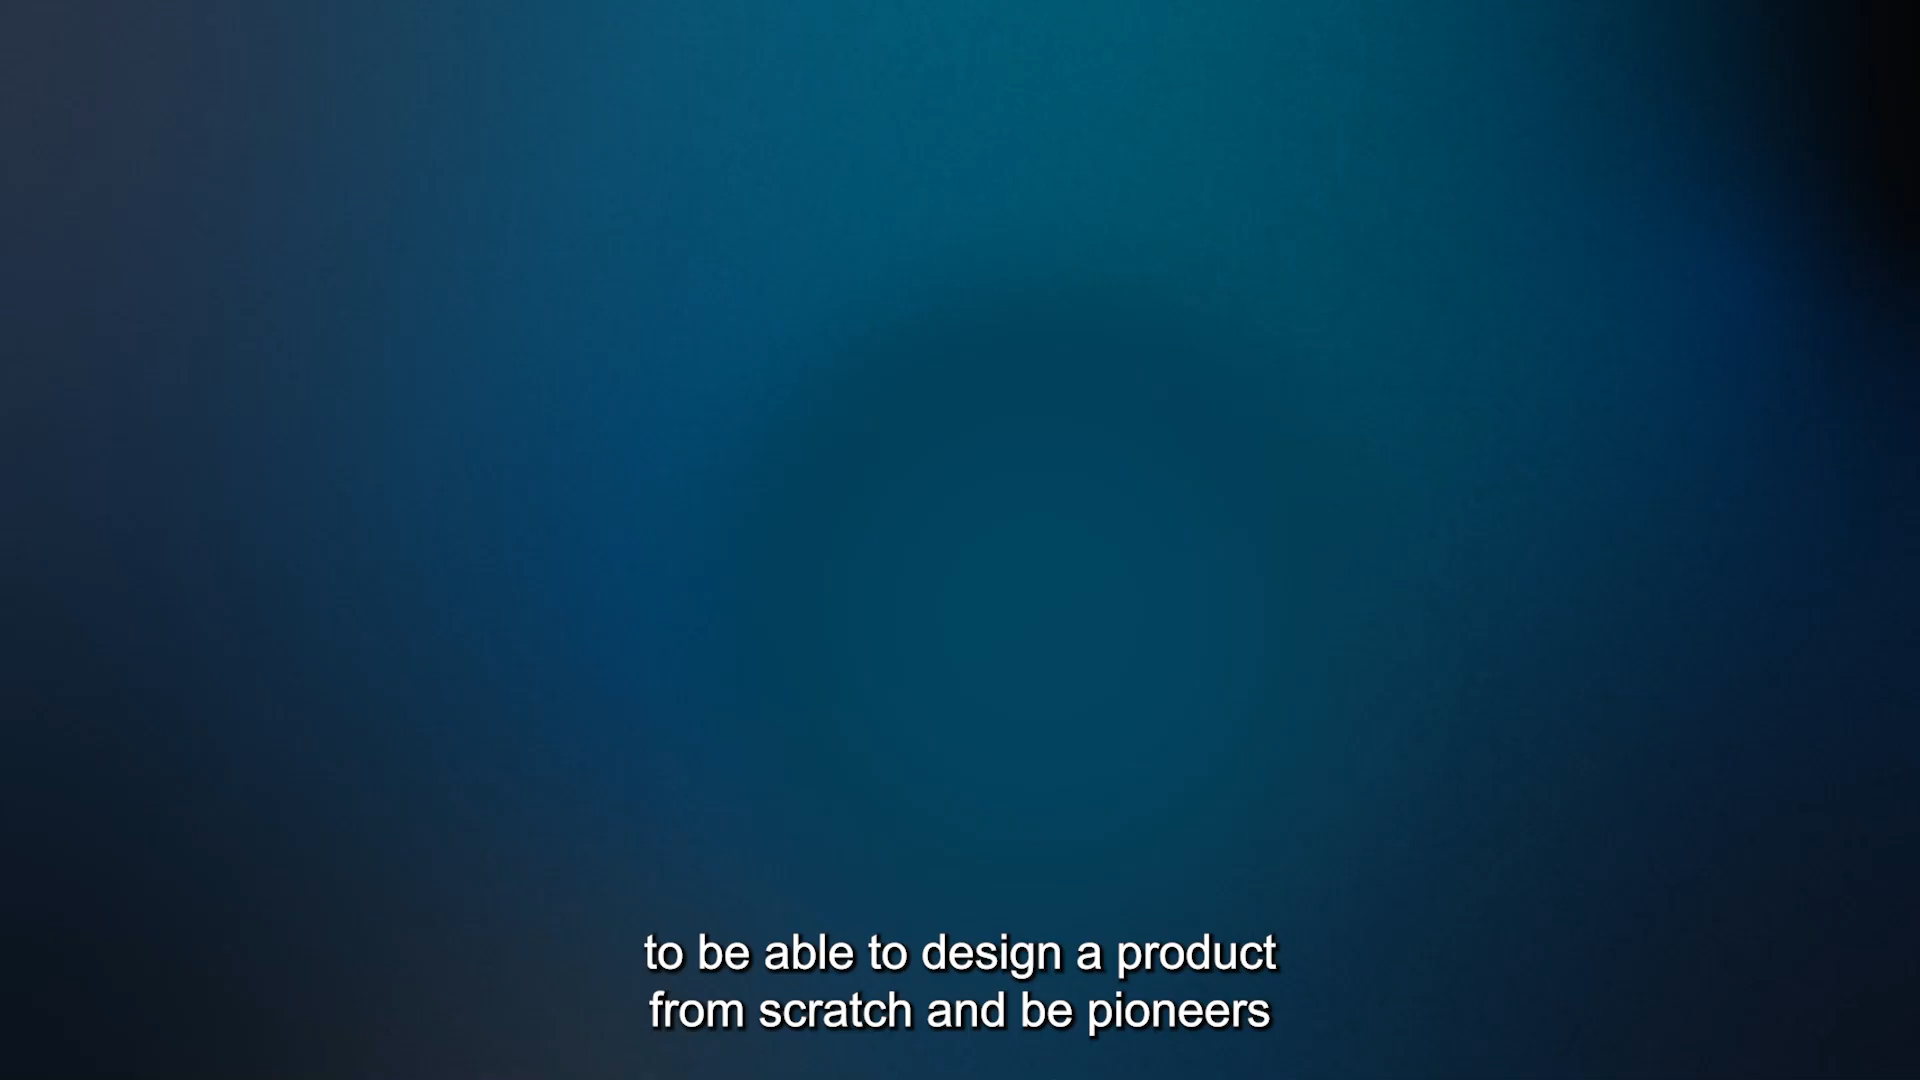 to be able to design a product
from scratch and be pioneers